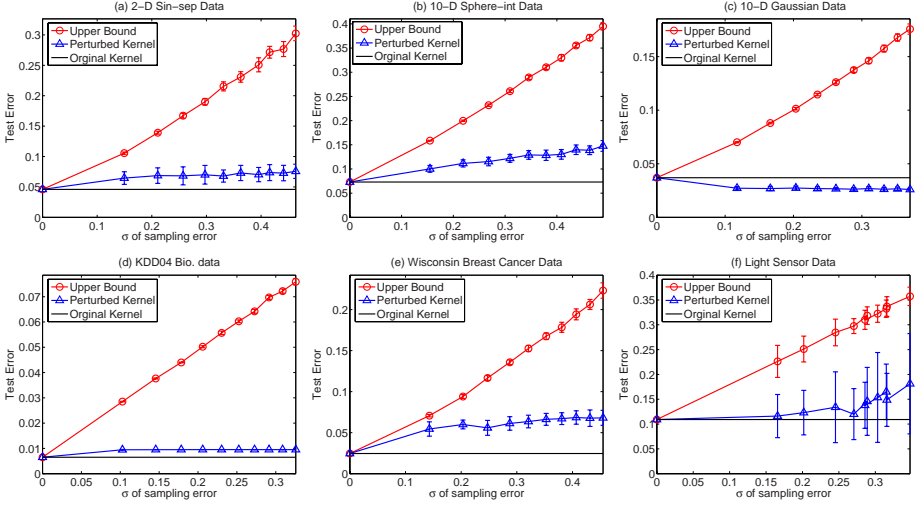 (a) 2-D Sin-sep Data
Upper Bound
Perturbed Kernel
Orginal Kernel
Test Error
0.3
0.25
0.2
0.15
0.1
0.05
0
0 0.1 0.2 0.3 0.4
σ of sampling error
(b) 10-D Sphere-int Data
Upper Bound
Perturbed Kernel
Orginal Kernel
Test Error
0.4
0.35
0.3
0.25
0.2
0.15
0.1
0.05
0
0 0.1 0.2 0.3 0.4
σ of sampling error
(c) 10-D Gaussian Data
Upper Bound
Perturbed Kernel
Orginal Kernel
Test Error
0.15
0.1
0.05
0
0 0.1 0.2 0.3
σ of sampling error
(d) KDD04 Bio. data
Upper Bound
Perturbed Kernel
Orginal Kernel
Test Error
0.07
0.06
0.05
0.04
0.03
0.02
0.01
0
0 0.05 0.1 0.15 0.2 0.25 0.3
σ of sampling error
(e) Wisconsin Breast Cancer Data
Upper Bound
Perturbed Kernel
Orginal Kernel
Test Error
0.2
0.15
0.1
0.05
0
0 0.1 0.2 0.3 0.4
σ of sampling error
(f) Light Sensor Data
Upper Bound
Perturbed Kernel
Orginal Kernel
Test Error
0.4
0.35
0.3
0.25
0.2
0.15
0.1
0.05
0
0 0.05 0.1 0.15 0.2 0.25 0.3
σ of sampling error